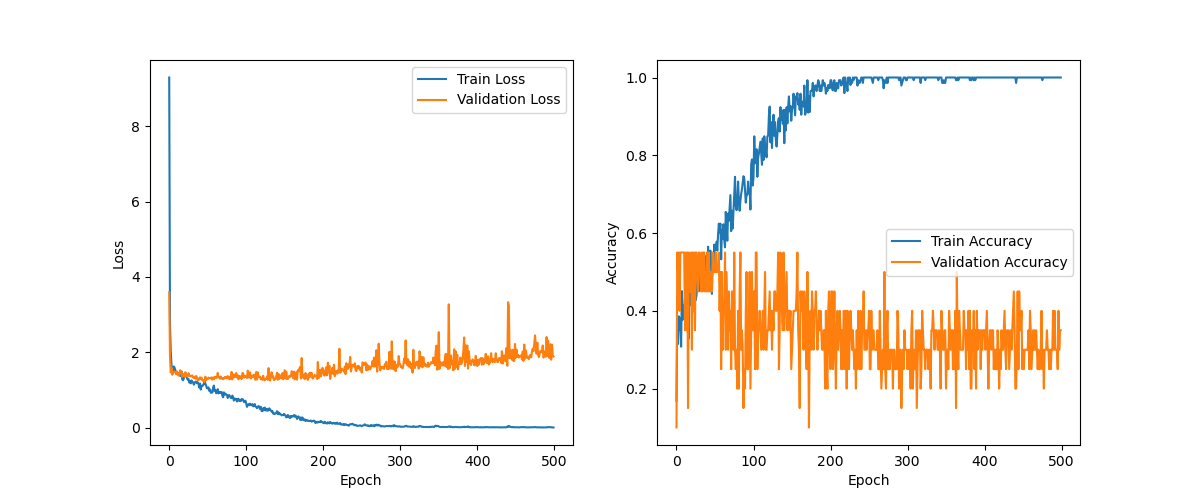 Train Loss
Validation Loss
8
6
4
2
0
Loss
0 100 200 300 400 500
Epoch
Train Accuracy
Validation Accuracy
1.0
0.8
0.6
0.4
0.2
Accuracy
0 100 200 300 400 500
Epoch